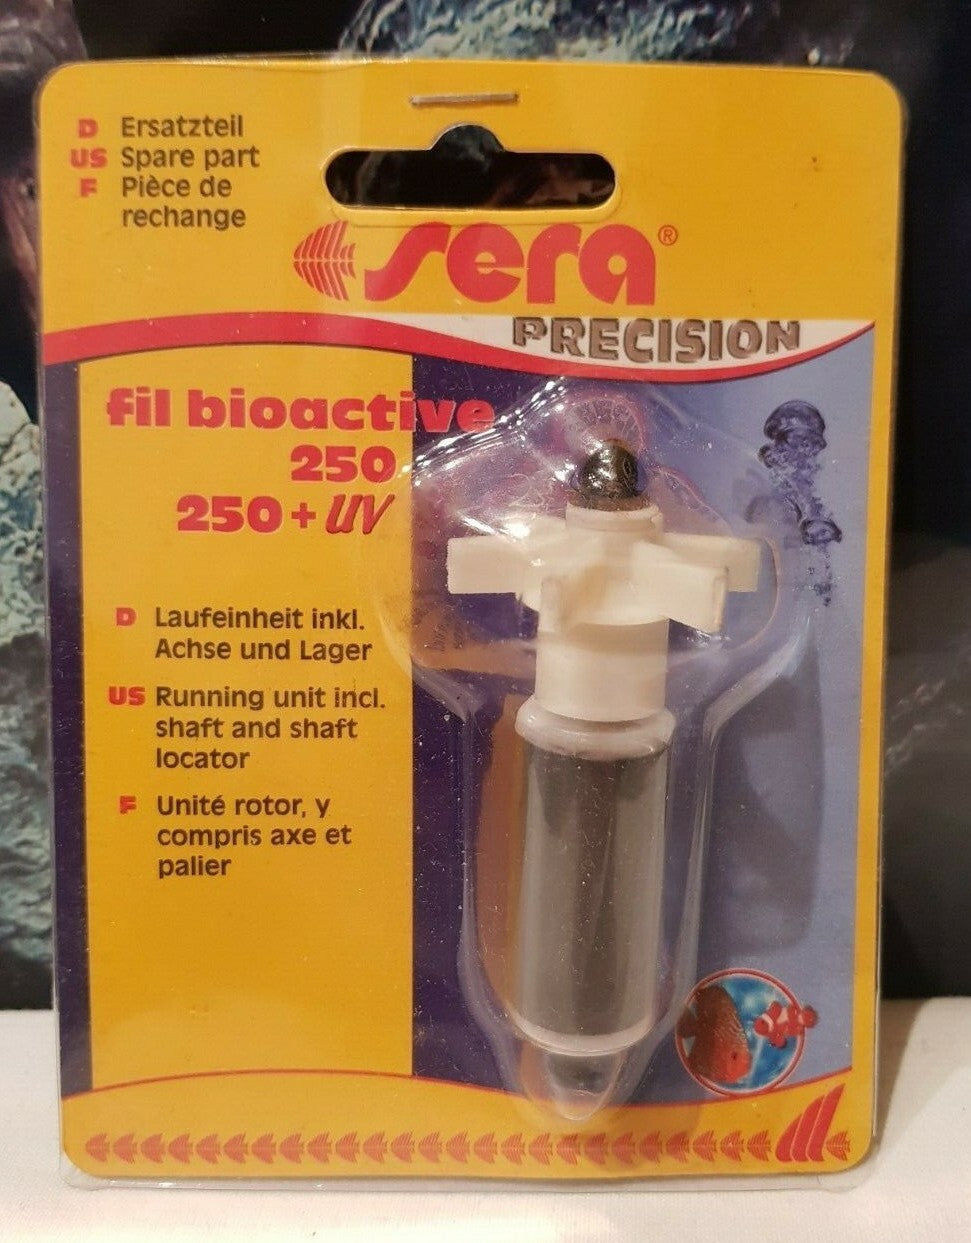 D Ersatzteil
US Spare part
F Pièce de
rechange
sera®
PRECISION
fil bioactive
250
250 + UV
D Laufeinheit inkl.
Achse und Lager
US Running unit incl.
shaft and shaft
locator
F Unité rotor, y
compris axe et
palier